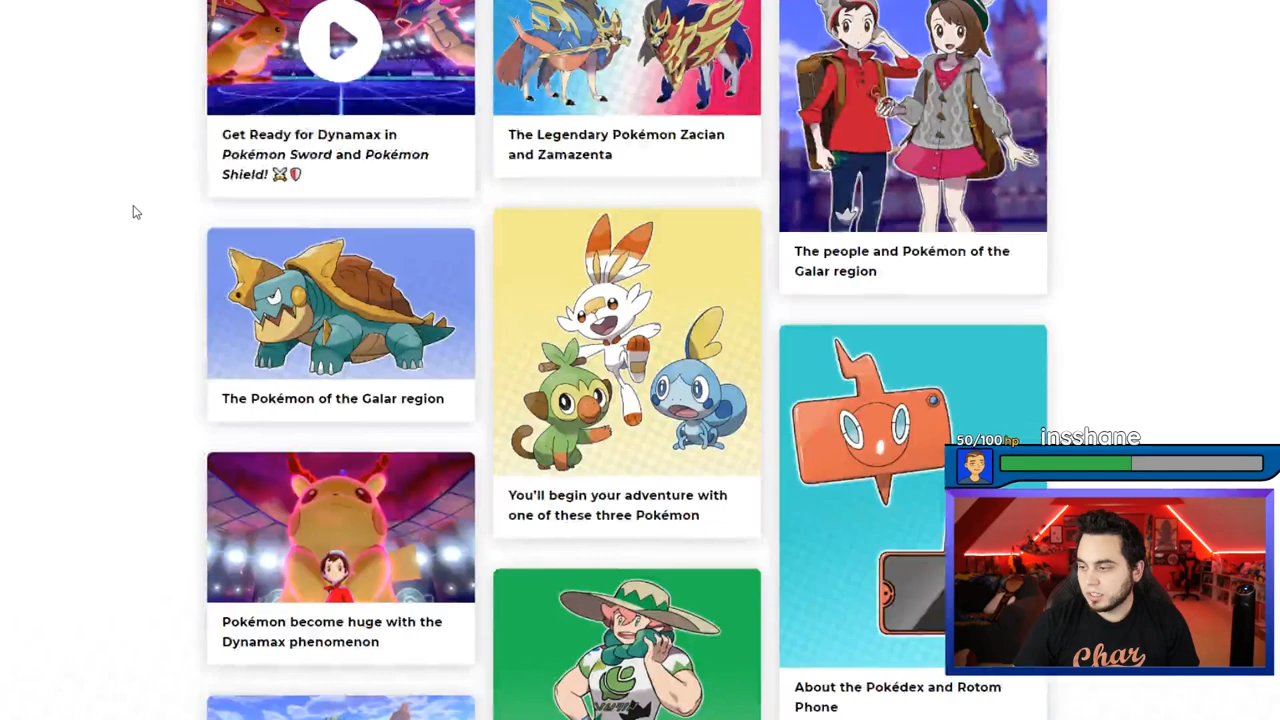 Get Ready for Dynamax in
Pokémon Sword and Pokémon
Shield!
The Legendary Pokémon Zacian
and Zamazenta
The people and Pokémon of the
Galar region
The Pokémon of the Galar region
You'll begin your adventure with
one of these three Pokémon
Pokémon become huge with the
Dynamax phenomenon
About the Pokédex and Rotom
Phone
50/100hp
insshane
Char